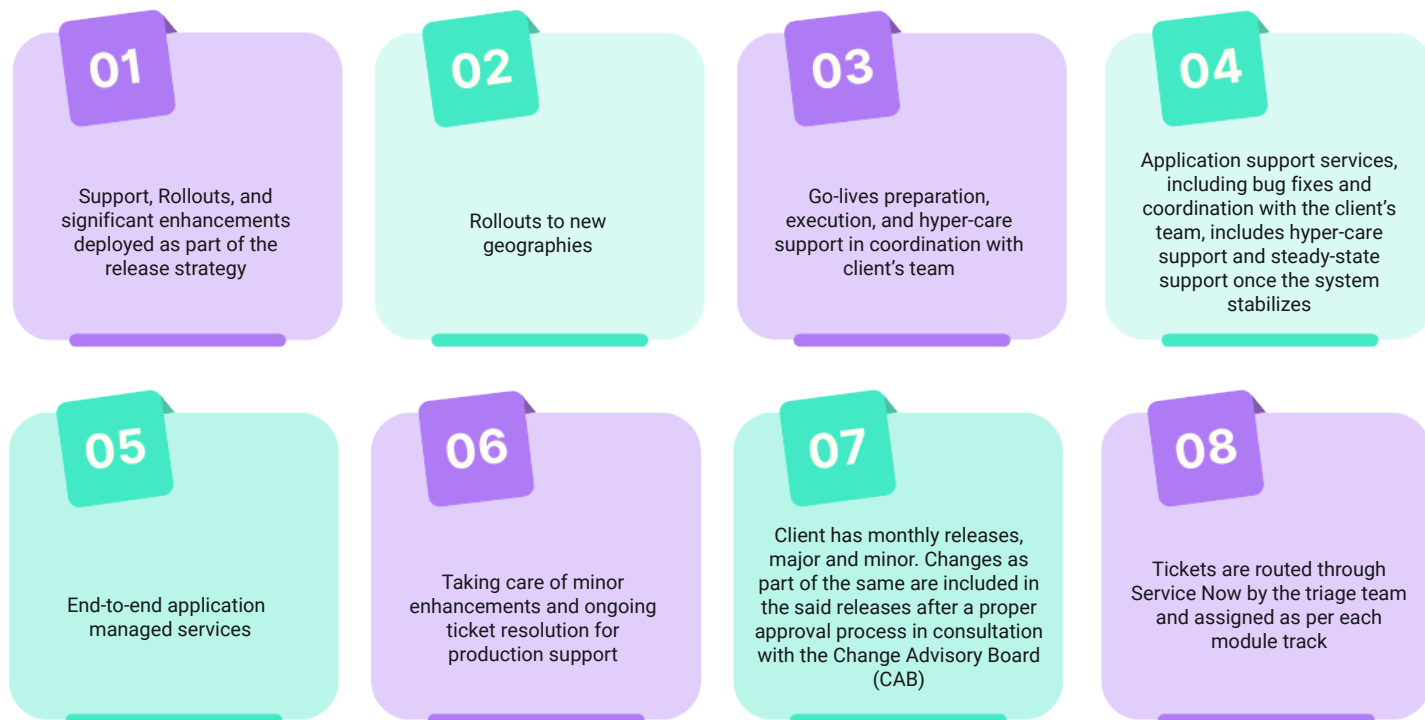 01
Support, Rollouts, and
significant enhancements
deployed as part of the
release strategy
02
Rollouts to new
geographies
03
Go-lives preparation,
execution, and hyper-care
support in coordination with
client's team
04
Application support services,
including bug fixes and
coordination with the client's
team, includes hyper-care
support and steady-state
support once the system
stabilizes
05
End-to-end application
managed services
06
Taking care of minor
enhancements and ongoing
ticket resolution for
production support
07
Client has monthly releases,
major and minor. Changes as
part of the same are included in
the said releases after a proper
approval process in consultation
with the Change Advisory Board
(CAB)
08
Tickets are routed through
Service Now by the triage team
and assigned as per each
module track